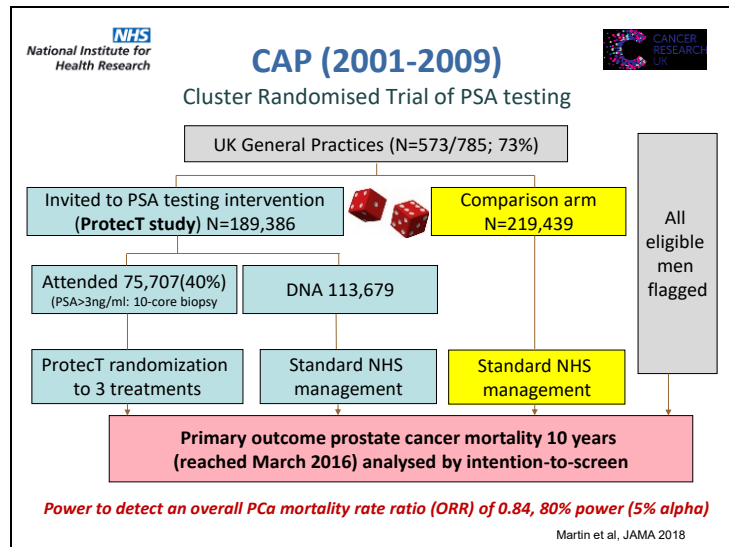 NHS
National Institute for
Health Research
CAP (2001-2009)
CANCER
RESEARCH
UK
Cluster Randomised Trial of PSA testing
UK General Practices (N=573/785; 73%)
Invited to PSA testing intervention
(ProtecT study) N=189,386
Comparison arm
N=219,439
All
eligible
men
flagged
Attended 75,707(40%)
(PSA>3ng/ml: 10-core biopsy
DNA 113,679
ProtecT randomization
to 3 treatments
Standard NHS
management
Standard NHS
management
Primary outcome prostate cancer mortality 10 years
(reached March 2016) analysed by intention-to-screen
Power to detect an overall PCa mortality rate ratio (ORR) of 0.84, 80% power (5% alpha)
Martin et al, JAMA 2018